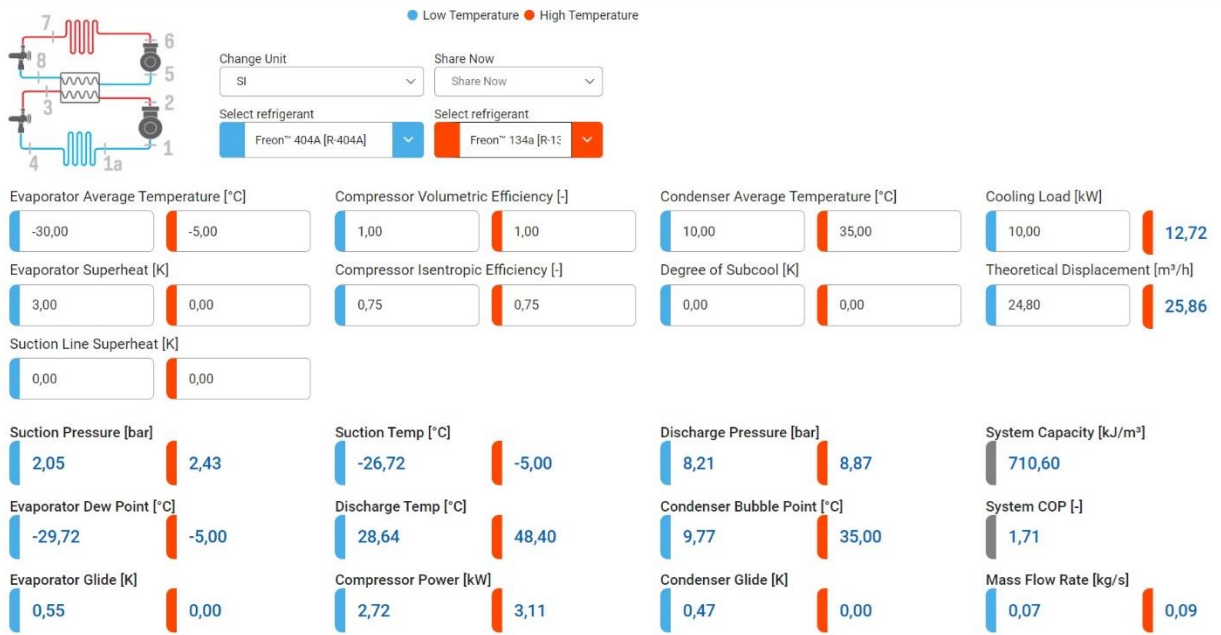 Low Temperature High Temperature
7
6
8
5
3
2
4
1a
1
Change Unit Share Now
SI Share Now
Select refrigerant Select refrigerant
Freon™ 404A [R-404A] Freon™ 134a [R-13
Evaporator Average Temperature [°C] Compressor Volumetric Efficiency [-] Condenser Average Temperature [°C] Cooling Load [kW]
-30,00 -5,00 1,00 1,00 10,00 35,00 10,00 12,72
Evaporator Superheat [K] Compressor Isentropic Efficiency [-] Degree of Subcool [K] Theoretical Displacement [m³/h]
3,00 0,00 0,75 0,75 0,00 0,00 24,80 25,86
Suction Line Superheat [K]
0,00 0,00
Suction Pressure [bar] Suction Temp [°C] Discharge Pressure [bar] System Capacity [kJ/m³]
2,05 2,43 -26,72 -5,00 8,21 8,87 710,60
Evaporator Dew Point [°C] Discharge Temp [°C] Condenser Bubble Point [°C] System COP [-]
-29,72 -5,00 28,64 48,40 9,77 35,00 1,71
Evaporator Glide [K] Compressor Power [kW] Condenser Glide [K] Mass Flow Rate [kg/s]
0,55 0,00 2,72 3,11 0,47 0,00 0,07 0,09